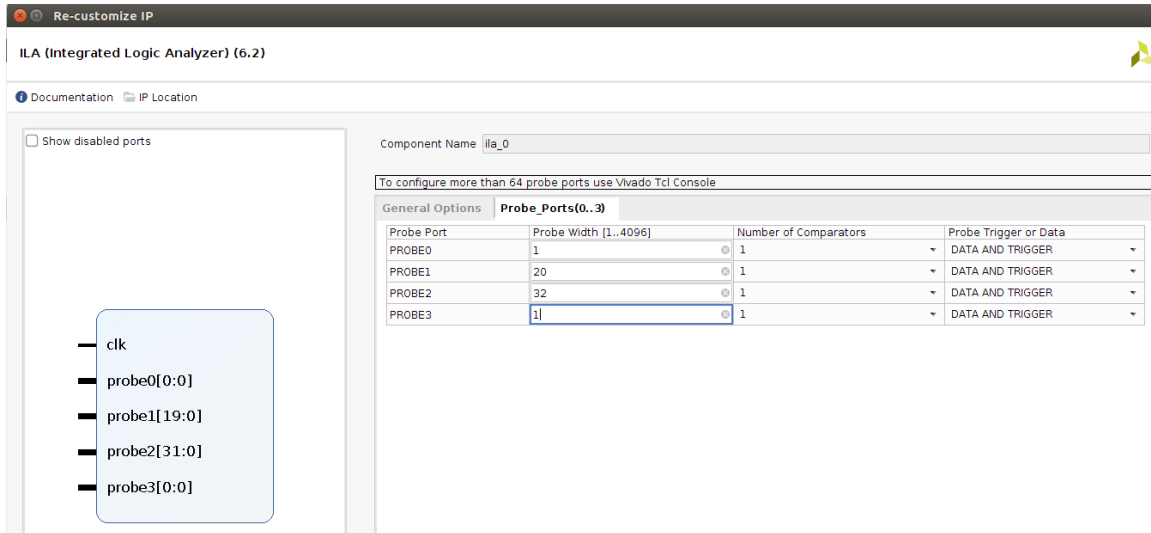 Re-customize IP
ILA (Integrated Logic Analyzer) (6.2)
Documentation IP Location
Show disabled ports
Component Name ila_0
To configure more than 64 probe ports use Vivado Tcl Console
General Options Probe_Ports(0..3)
Probe Port Probe Width [1..4096] Number of Comparators Probe Trigger or Data
PROBE0 1 1 DATA AND TRIGGER
PROBE1 20 1 DATA AND TRIGGER
PROBE2 32 1 DATA AND TRIGGER
PROBE3 1 1 DATA AND TRIGGER
clk
probe0[0:0]
probe1[19:0]
probe2[31:0]
probe3[0:0]